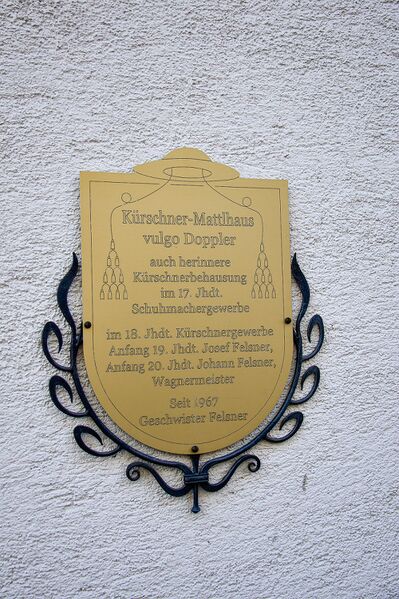 Kürschner-Mattlhaus
vulgo Doppler
auch herinnere
Kürschnerbehausung
im 17. Jhdt.
Schuhmachergewerbe
im 18. Jhdt. Kürschnergewerbe
Anfang 19. Jhdt. Josef Felsner,
Anfang 20. Jhdt. Johann Felsner,
Wagnermeister
Seit 1967
Geschwister Felsner